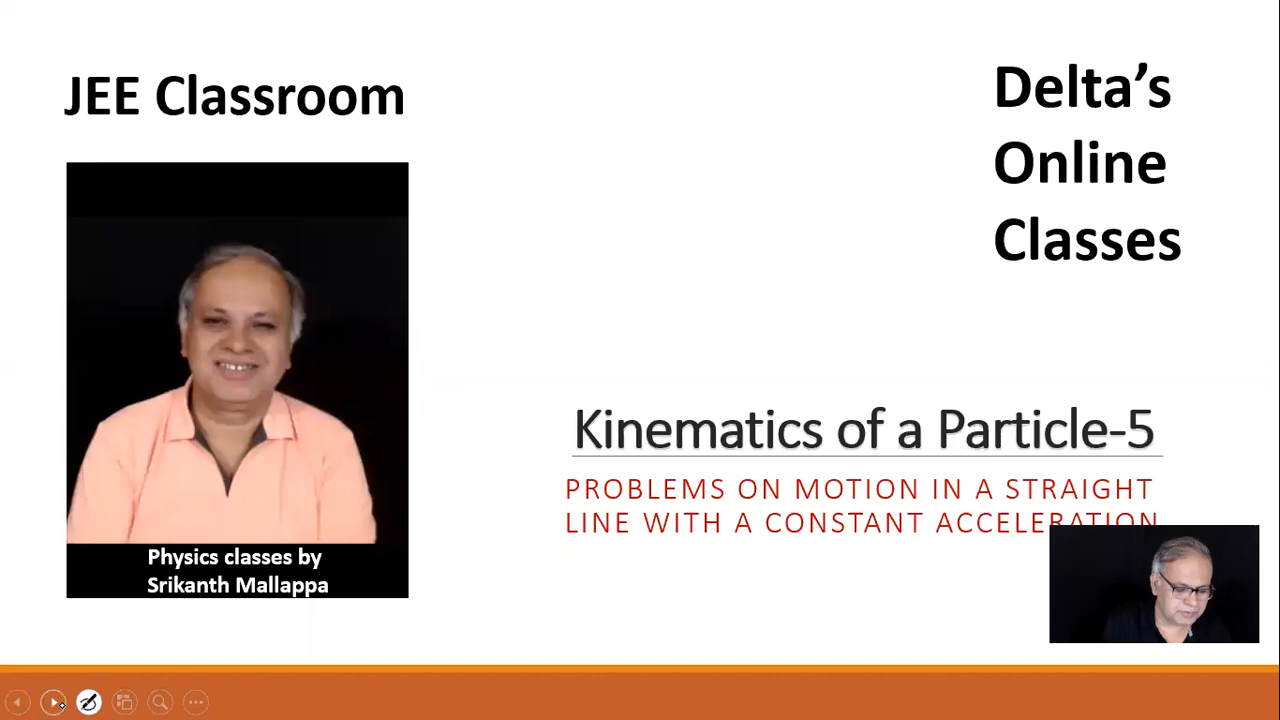 JEE Classroom
Delta’s
Online
Classes
Kinematics of a Particle-5
PROBLEMS ON MOTION IN A STRAIGHT
LINE WITH A CONSTANT ACCELERATION
Physics classes by
Srikanth Mallappa